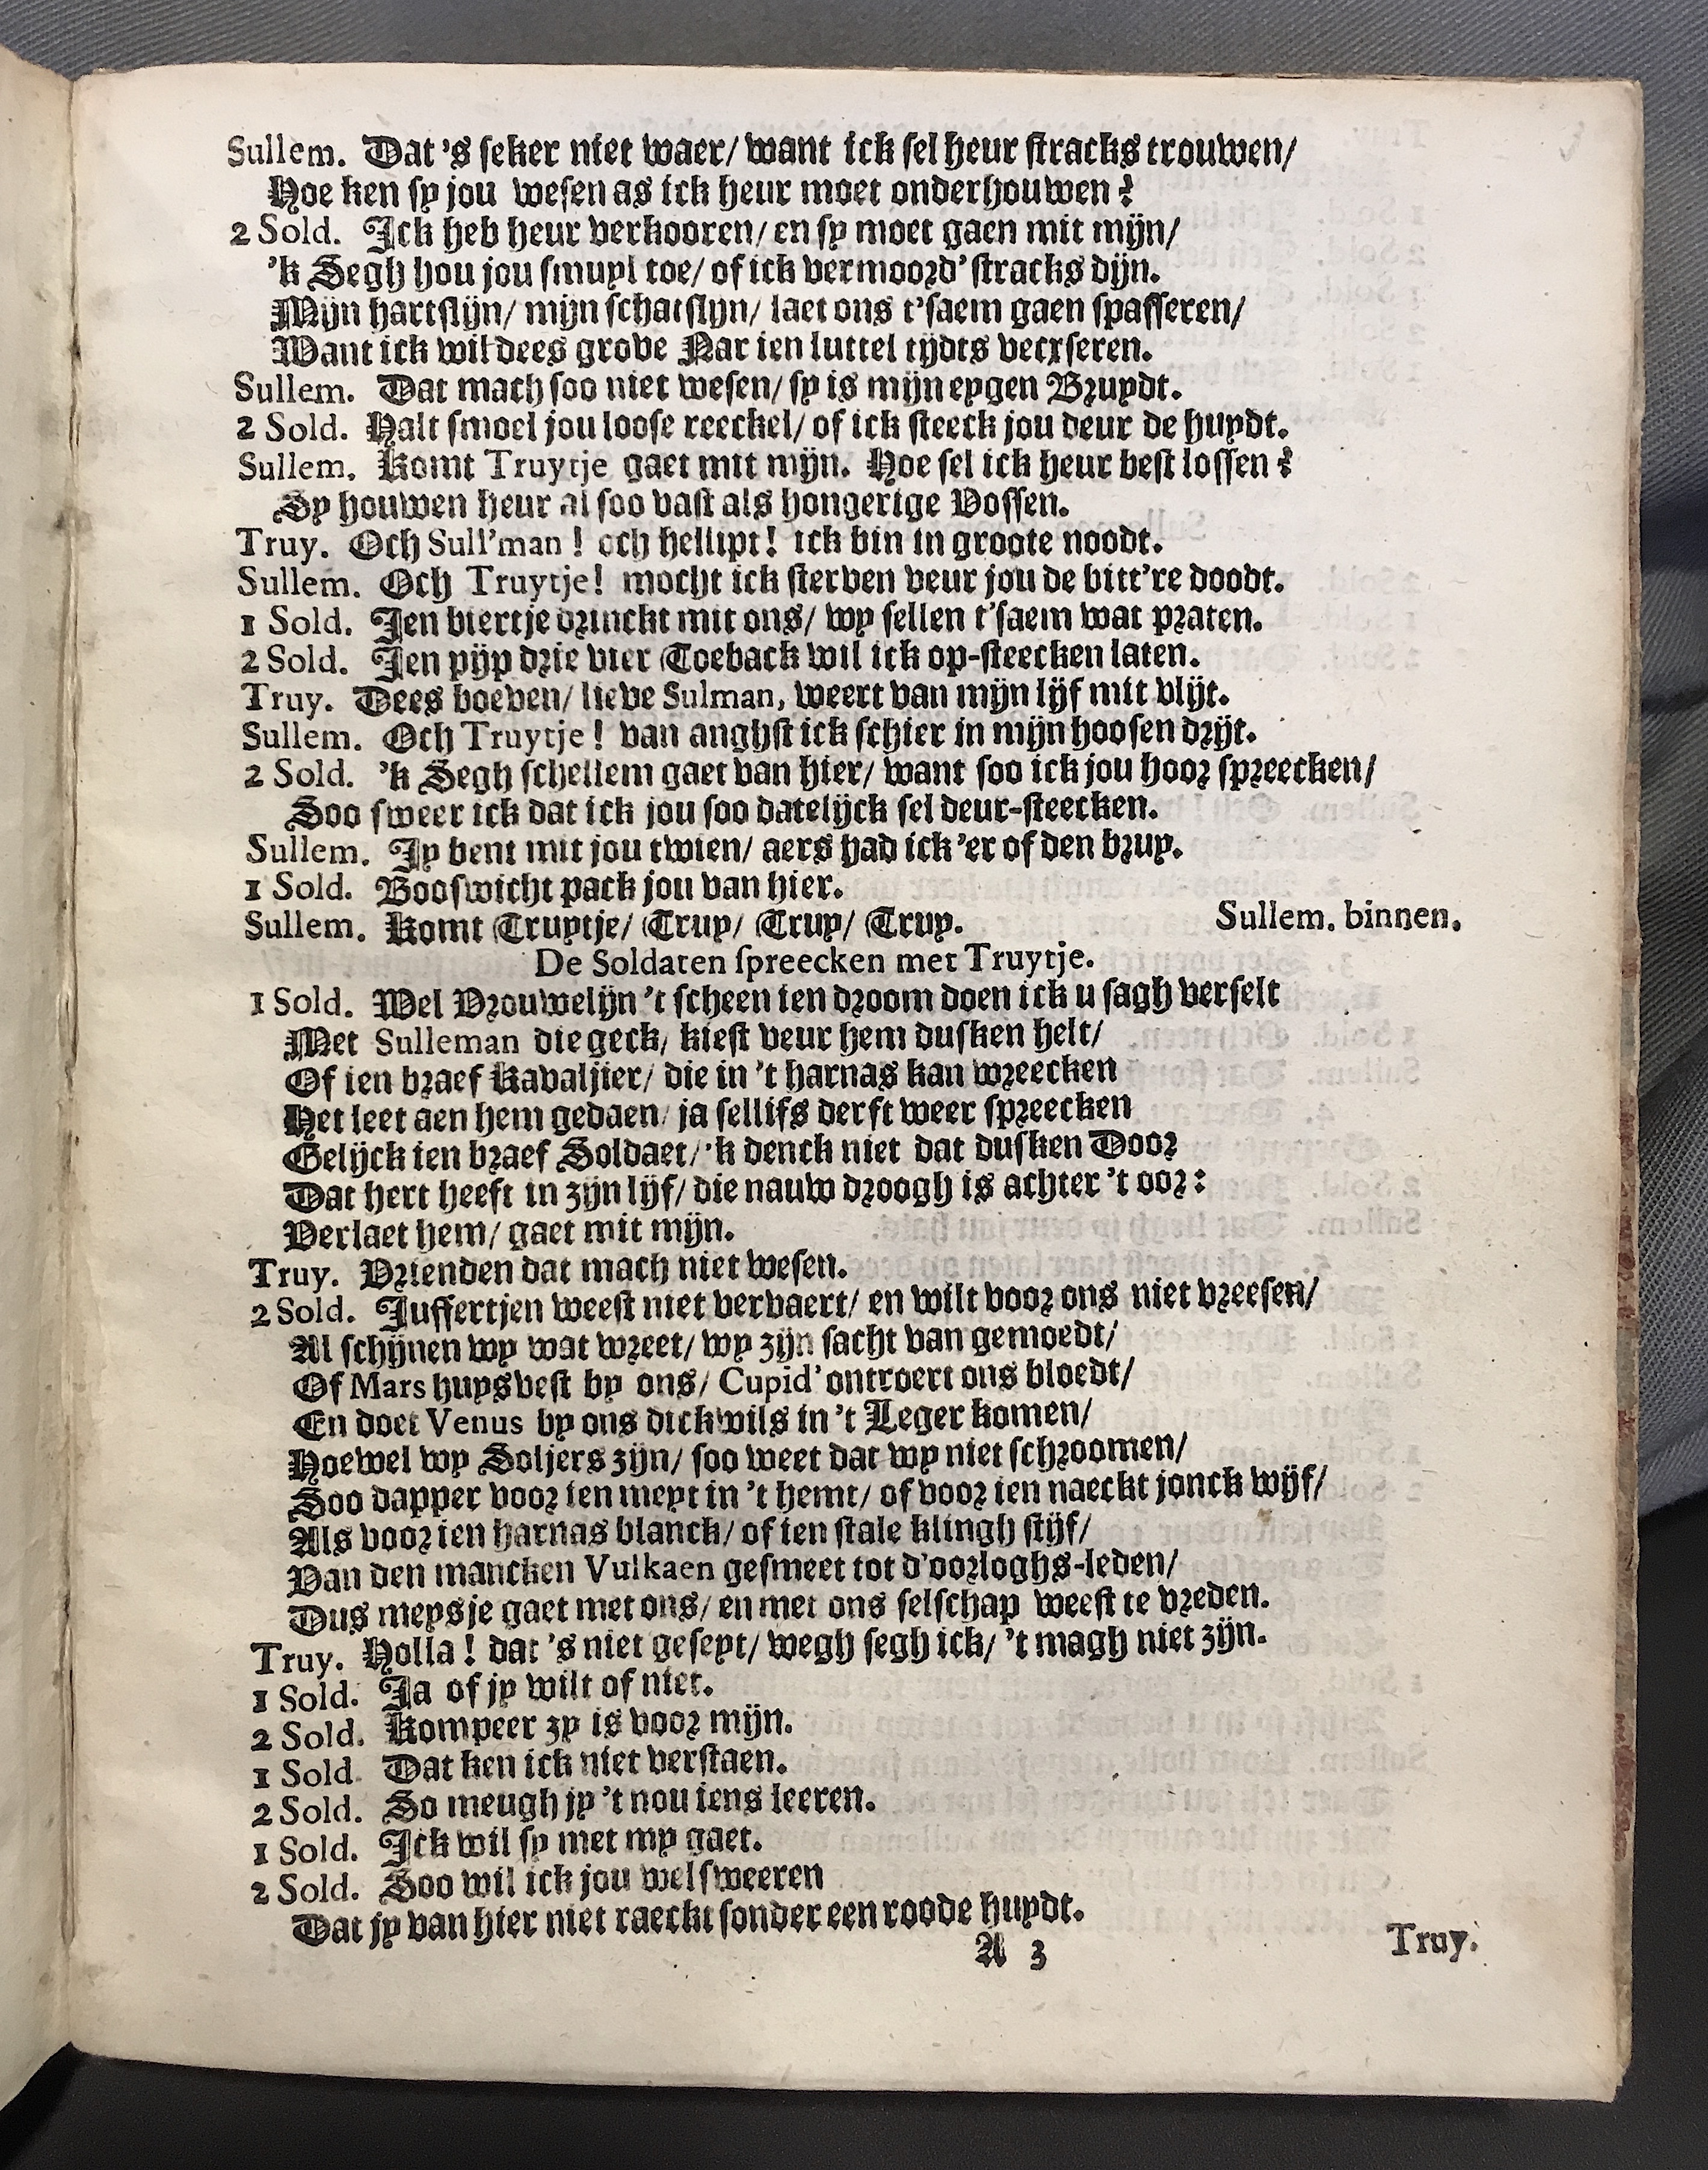 Sullem. Dat 's seker niet waer/ want ick sel heur stracks trouwen/
Hoe ken sy jou wesen as ick heur moet onderhouwen?
2 Sold. Ick heb heur verkooren/ en sy moet gaen mit mijn/
'k Segh hou jou smuyl toe/ of ick vermoord' stracks dijn.
Mijn hartslijn/ mijn schatslyn/ laet ons t'saem gaen spasseren/
Want ick wil dees grove Nar ien luttel tijdts vecxseren.
Sullem. Dat mach soo niet wesen/ sy is mijn eygen Bruydt.
2 Sold. Halt smoel jou loose reeckel/ of ick steeck jou deur de huydt.
Sullem. Komt Truytje gaet mit mijn. Hoe sel ick heur best lossen?
Sy houwen heur al soo vast als hongerige Vossen.
Truy. Och Sull'man! och hellipt! ick bin in groote noodt.
Sullem. Och Truytje! mocht ick sterven veur jou de bitt're doodt.
1 Sold. Ien biertje drinckt mit ons/ wy sellen t'saem wat praten.
2 Sold. Ien pijp drie vier Toeback wil ick op-steecken laten.
Truy. Dees boeven/ lieve Sulman, weert van mijn lijf mit vlijt.
Sullem. Och Truytje! van anghst ick schier in mijn hoosen drijt.
2 Sold. 'k Segh schellem gaet van hier/ want soo ick jou hoor spreecken/
Soo sweer ick dat ick jou soo datelijck sel deur-steecken.
Sullem. Jy bent mit jou twien/ aers had ick 'er of den bruy.
1 Sold. Booswicht pack jou van hier.
Sullem. Komt Truytje/ Truy/ Truy/ Truy. Sullem. binnen.
De Soldaten spreecken met Truytje.
1 Sold. Wel Vrouwelijn 't scheen ien droom doen ick u sagh verselt
Met Sulleman die geck, kiest veur hem dusken helt/
Of ien braef Kavaljier/ die in 't harnas kan wreecken
Het leet aen hem gedaen/ ja sellifs derft weer spreecken
Gelijck ien braef Soldaet/ 'k denck niet dat dusken Door
Dat hert heeft in zijn lijf/ die nauw droogh is achter 't oor:
Verlaet hem/ gaet mit mijn.
Truy. Vrienden dat mach niet wesen.
2 Sold. Juffertjen weest niet vervaert/ en wilt voor ons niet vreesen/
Al schijnen wy wat wreet/ wy zijn sacht van gemoedt/
Of Mars huysvest by ons/ Cupid' ontroert ons bloedt/
En doet Venus by ons dickwils in 't Leger komen/
Hoewel wy Soljers zijn/ soo weet dat wy niet schroomen/
Soo dapper voor ien meyt in 't hemt/ of voor ien naeckt jonck wijf/
Als voor ien harnas blanck/ of ien stale klingh stijf/
Van den mancken Vulkaen gesmeet tot d'oorloghs-leden/
Dus meysje gaet met ons/ en met ons selschap weest te vreden.
Truy. Holla! dat 's niet geseyt/ wegh segh ick/ 't magh niet zijn.
1 Sold. Ja of jy wilt of niet.
2 Sold. Kompeer zy is voor mijn.
1 Sold. Dat ken ick niet verstaen.
2 Sold. So meugh jy 't nou iens leeren.
1 Sold. Ick wil sy met my gaet.
2 Sold. Soo wil ick jou wel sweeren
Dat jy van hier niet raeckt sonder een roode huydt.
A 3 Truy.